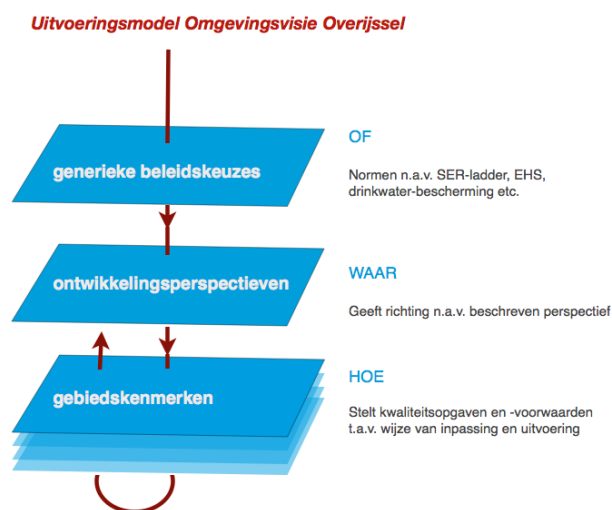 Uitvoeringsmodel Omgevingsvisie Overijssel
generieke beleidskeuzes
OF
Normen n.a.v. SER-ladder, EHS,
drinkwater-bescherming etc.
ontwikkelingsperspectieven
WAAR
Geeft richting n.a.v. beschreven perspectief
gebiedskenmerken
HOE
Stelt kwaliteitsopgaven en -voorwaarden
t.a.v. wijze van inpassing en uitvoering